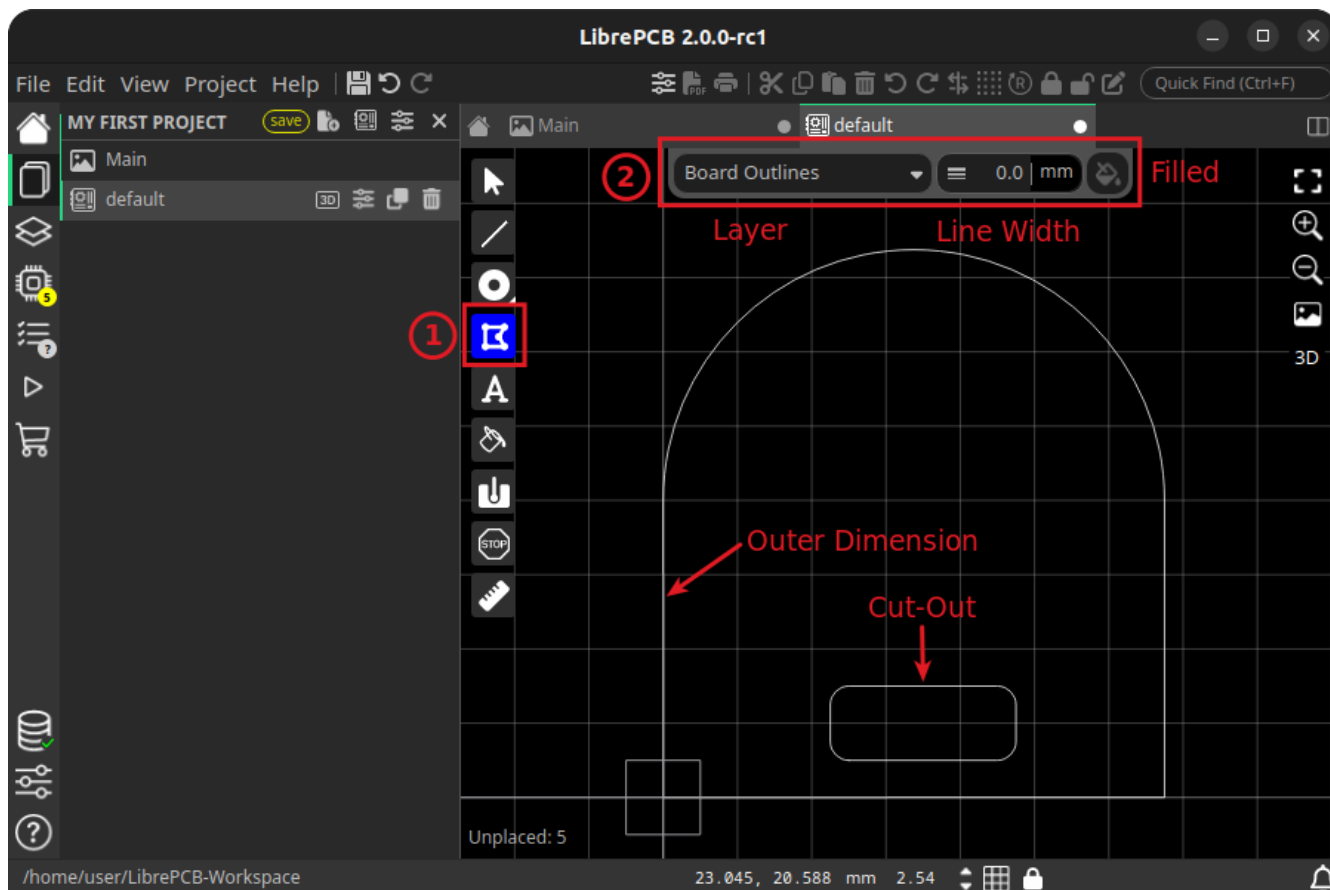 LibrePCB 2.0.0-rc1
File Edit View Project Help
PDF
R
Quick Find (Ctrl+F)
MY FIRST PROJECT
save
Main
default
Main
default
3D
5
?
?
A
STOP
2
Board Outlines
0.0 mm
Filled
Layer
Line Width
1
3D
Outer Dimension
Cut-Out
Unplaced: 5
/home/user/LibrePCB-Workspace
23.045, 20.588 mm 2.54